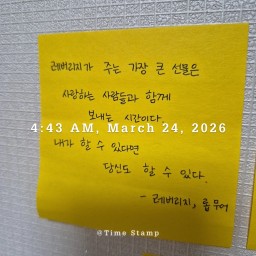 레버리지가 주는 가장 큰 선물은
사랑하는 사람들과 함께
보내는 시간이다.
4:43 AM, March 24, 2026
내가 할 수 있다면
당신도 할 수 있다.
- 레버리지, 롭 무어
@Time Stamp